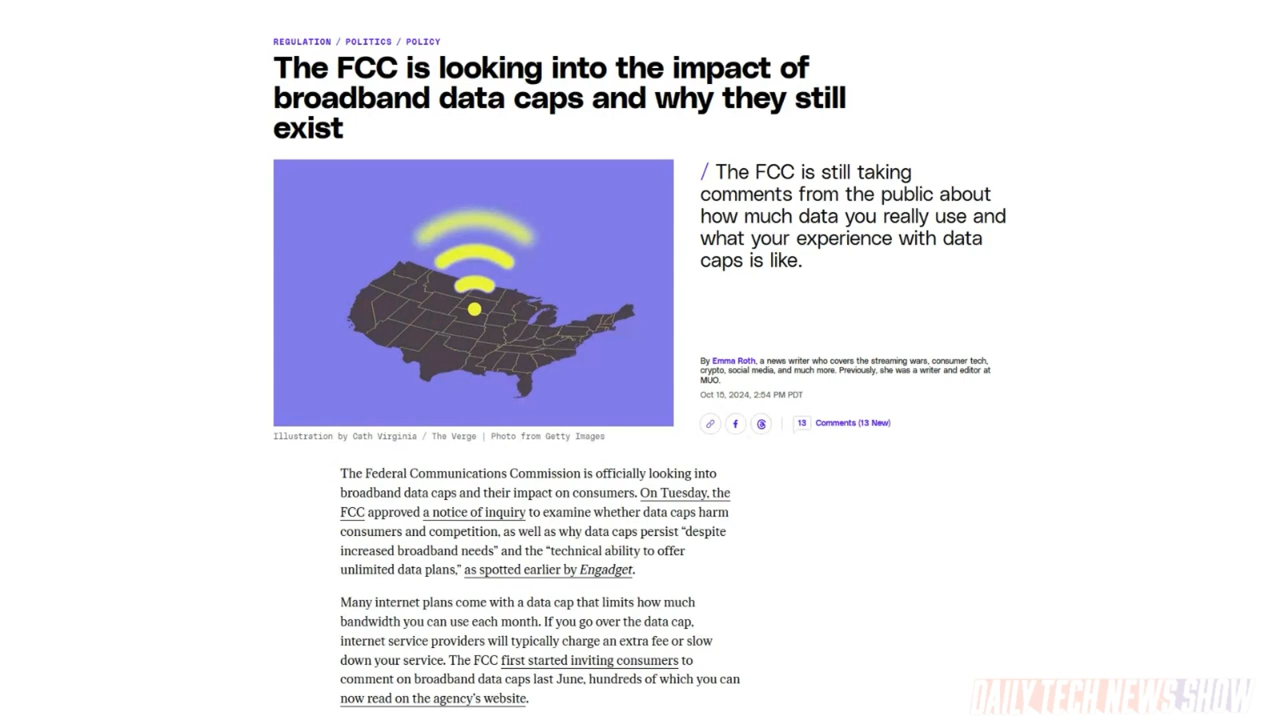 REGULATION / POLITICS / POLICY
The FCC is looking into the impact of
broadband data caps and why they still
exist
/ The FCC is still taking
comments from the public about
how much data you really use and
what your experience with data
caps is like.
By Emma Roth, a news writer who covers the streaming wars, consumer tech,
crypto, social media, and much more. Previously, she was a writer and editor at
MUO.
Oct 15, 2024, 2:54 PM PDT
13 Comments (13 New)
Illustration by Cath Virginia / The Verge | Photo from Getty Images
The Federal Communications Commission is officially looking into
broadband data caps and their impact on consumers. On Tuesday, the
FCC approved a notice of inquiry to examine whether data caps harm
consumers and competition, as well as why data caps persist “despite
increased broadband needs” and the “technical ability to offer
unlimited data plans,” as spotted earlier by Engadget.
Many internet plans come with a data cap that limits how much
bandwidth you can use each month. If you go over the data cap,
internet service providers will typically charge an extra fee or slow
down your service. The FCC first started inviting consumers to
comment on broadband data caps last June, hundreds of which you can
now read on the agency’s website.
DAILY TECH NEWS SHOW